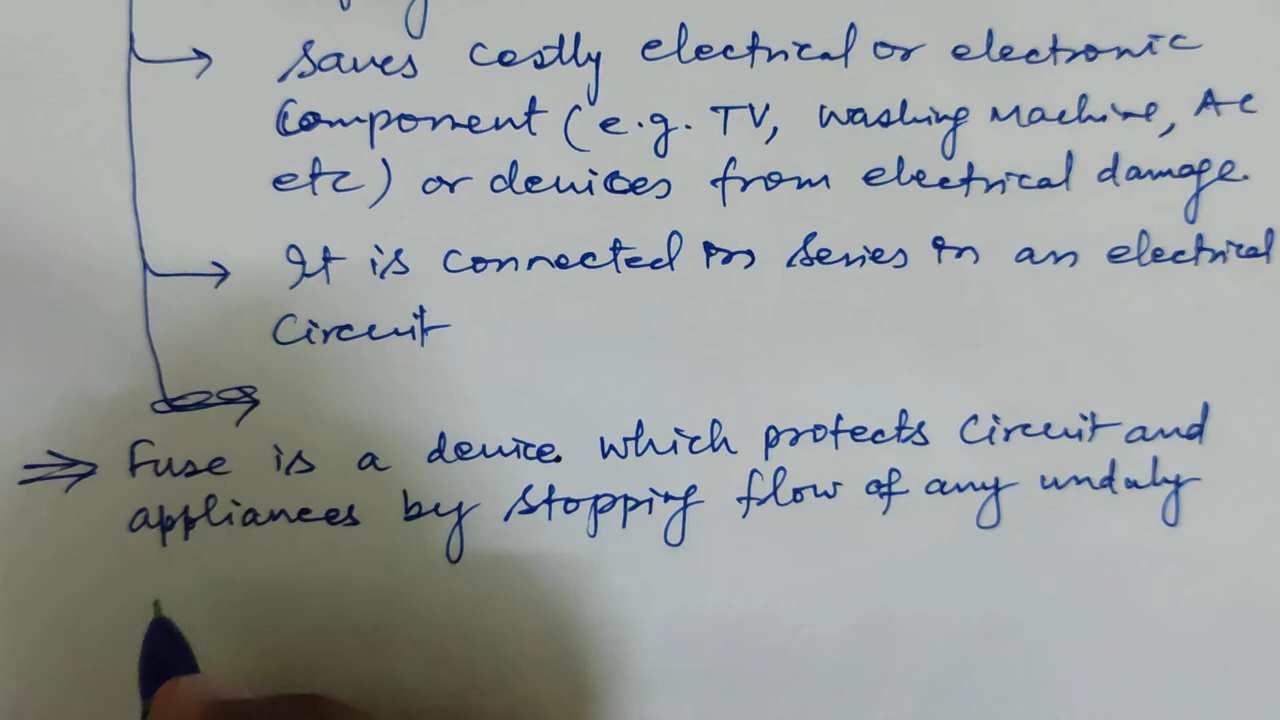 saves costly electrical or electronic
Component (e.g. TV, washing Machine, AC
etc) or devices from electrical damage.
It is connected in series in an electrical
Circuit
Fuse is a device which protects circuit and
appliances by stopping flow of any unduly